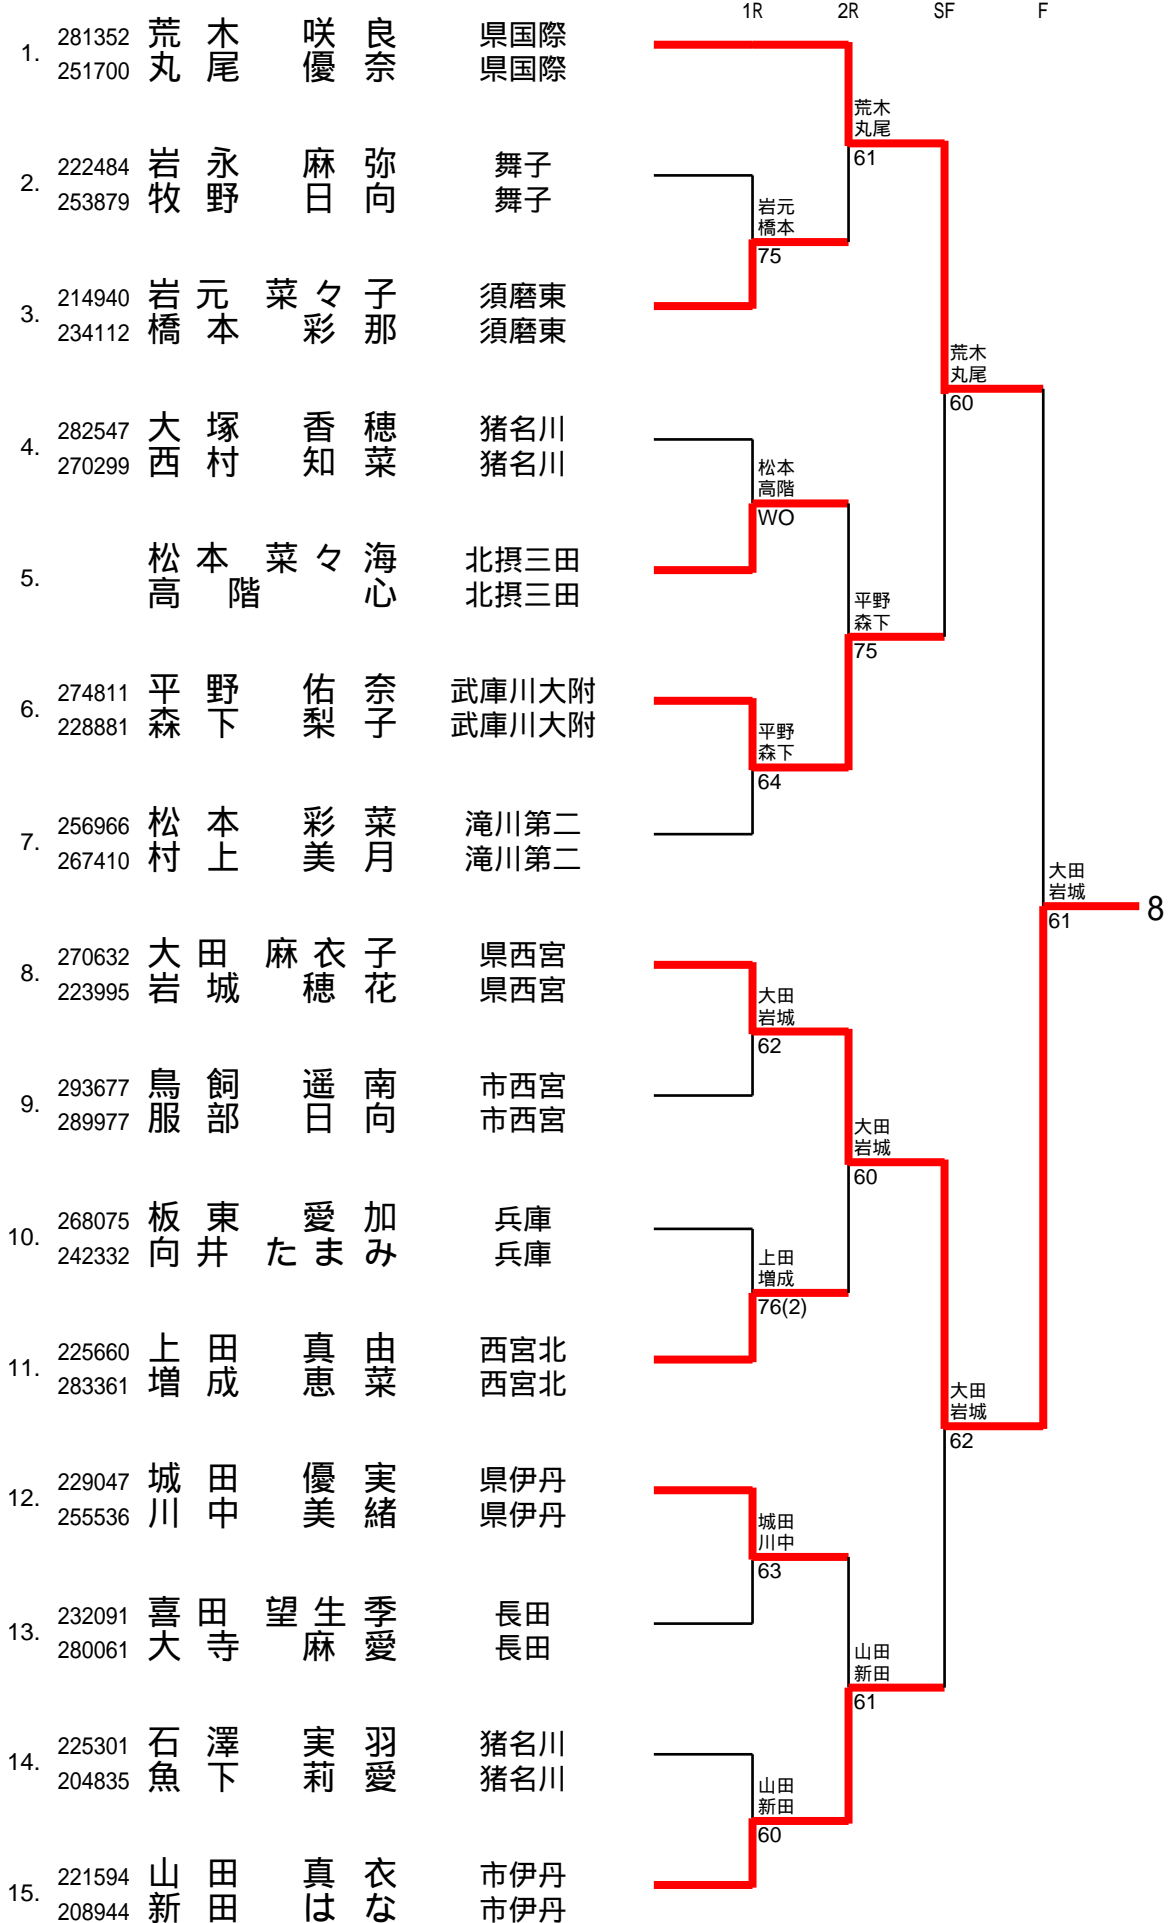 1R 2R SF F
1. 281352 荒木 咲良 県国際
251700 丸尾 優奈 県国際
荒木
丸尾
61
2. 222484 岩永 麻弥 舞子
253879 牧野 日向 舞子
岩元
橋本
75
3. 214940 岩元 菜々子 須磨東
234112 橋本 彩那 須磨東
荒木
丸尾
60
4. 282547 大塚 香穂 猪名川
270299 西村 知菜 猪名川
松本
高階
WO
5. 松本 菜々海 北摂三田
高階 心 北摂三田
平野
森下
75
6. 274811 平野 佑奈 武庫川大附
228881 森下 梨子 武庫川大附
平野
森下
64
7. 256966 松本 彩菜 滝川第二
267410 村上 美月 滝川第二
大田
岩城
61
8
8. 270632 大田 麻衣子 県西宮
223995 岩城 穂花 県西宮
大田
岩城
62
9. 293677 鳥飼 遥南 市西宮
289977 服部 日向 市西宮
大田
岩城
60
10. 268075 板東 愛加 兵庫
242332 向井 たまみ 兵庫
上田
増成
76(2)
11. 225660 上田 真由 西宮北
283361 増成 恵菜 西宮北
大田
岩城
62
12. 229047 城田 優実 県伊丹
255536 川中 美緒 県伊丹
城田
川中
63
13. 232091 喜田 望生季 長田
280061 大寺 麻愛 長田
山田
新田
61
14. 225301 石澤 実羽 猪名川
204835 魚下 莉愛 猪名川
山田
新田
60
15. 221594 山田 真衣 市伊丹
208944 新田 はな 市伊丹